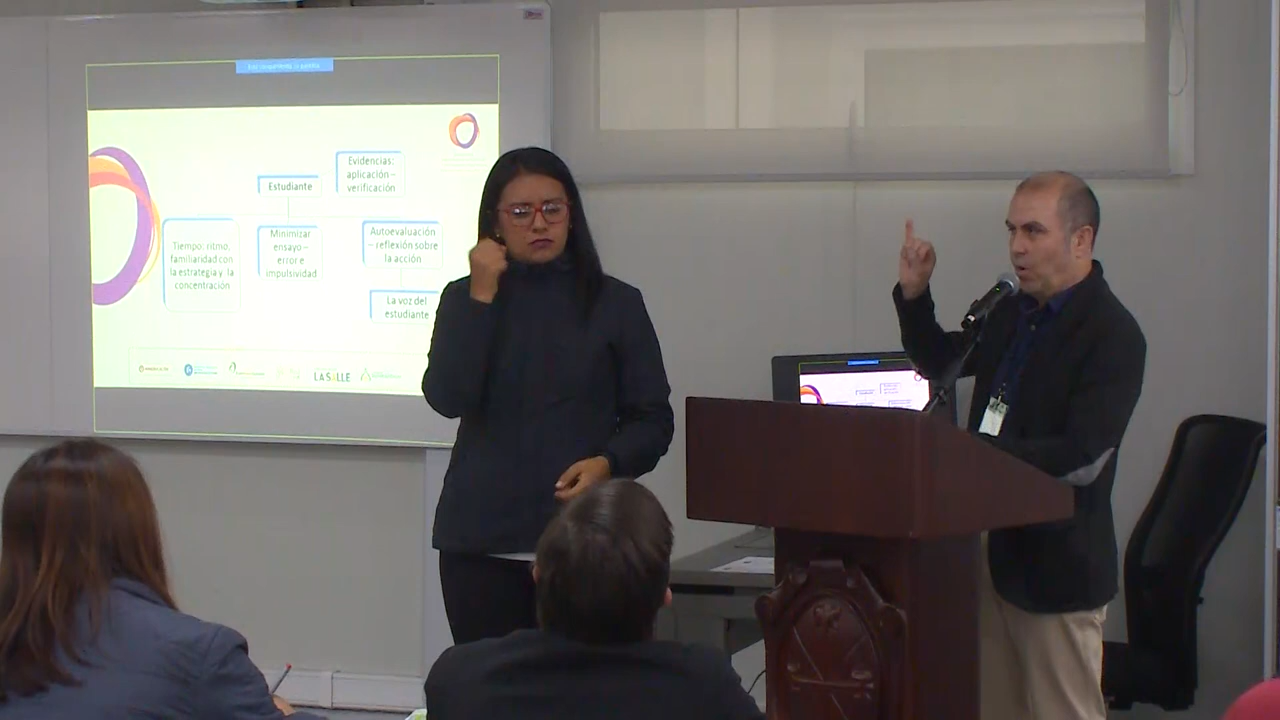 Evidencias:
aplicación –
verificación
Estudiante
Tiempo: ritmo,
familiaridad con
la estrategia y la
concentración
Minimizar
ensayo –
error e
impulsividad
Autoevaluación
– reflexión sobre
la acción
La voz del
estudiante
LASALLE